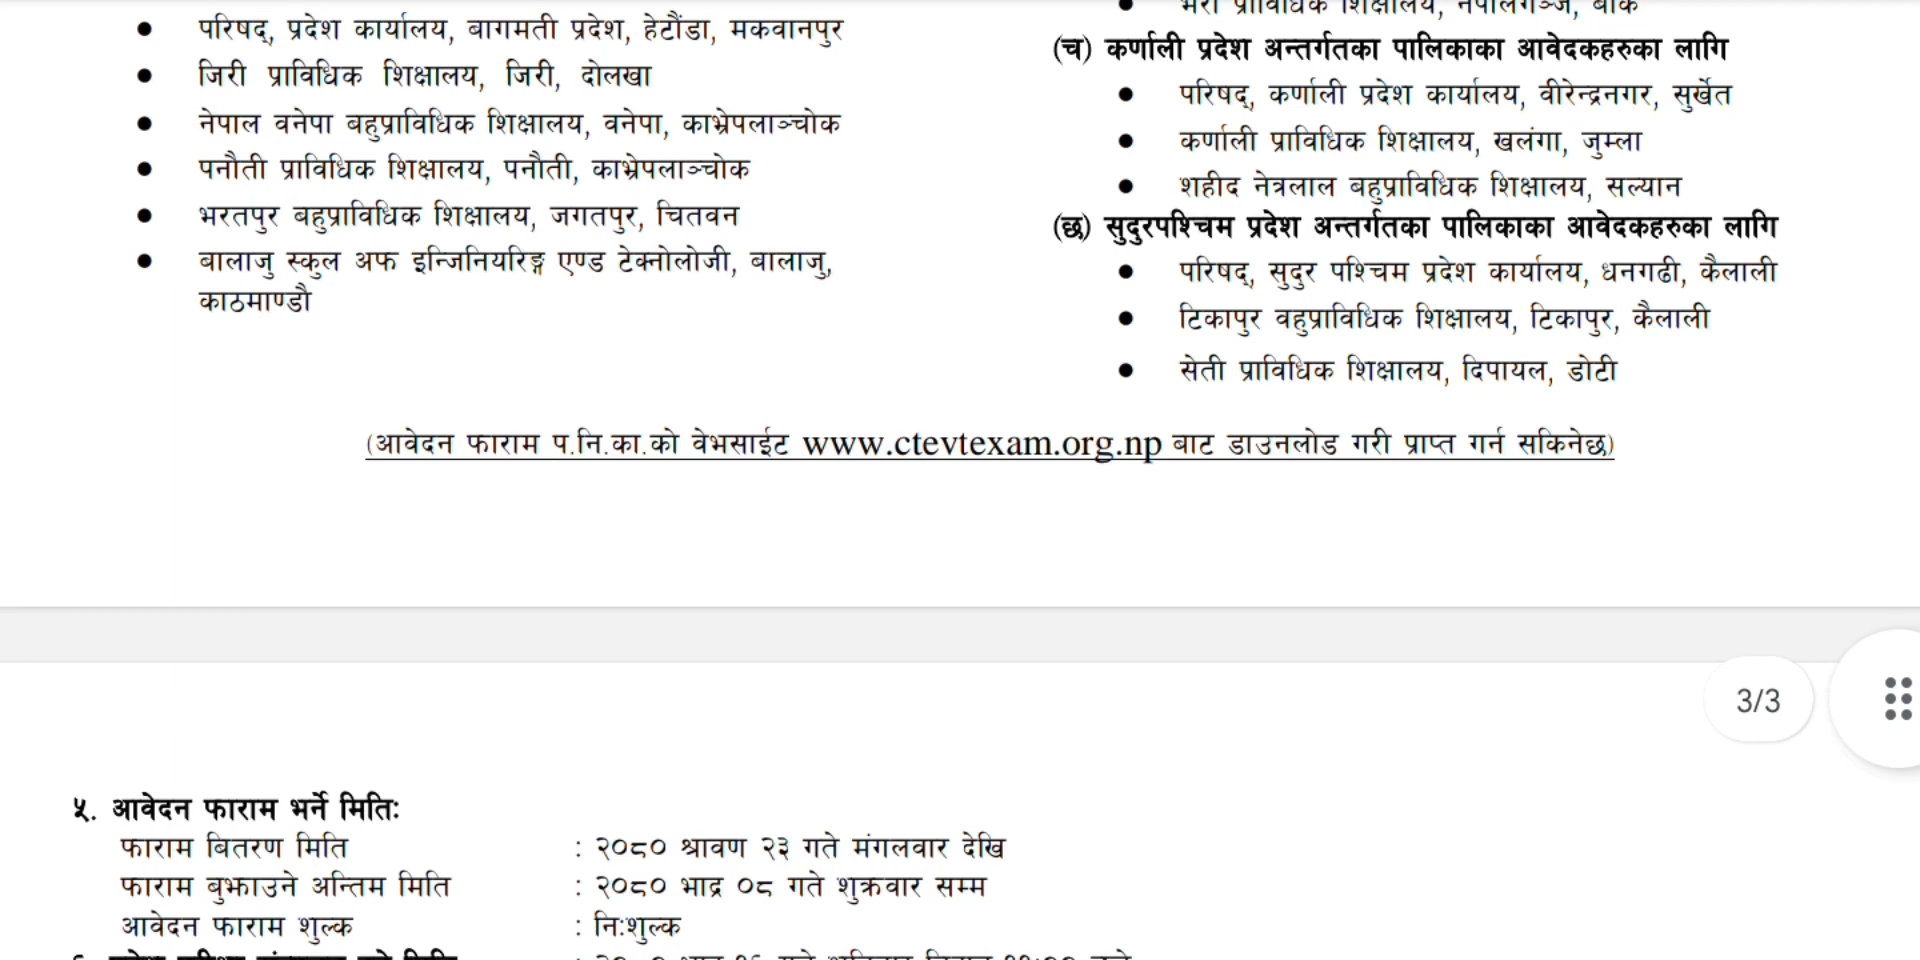 परिषद्, प्रदेश कार्यालय, बागमती प्रदेश, हेटौंडा, मकवानपुर
जिरी प्राविधिक शिक्षालय, जिरी, दोलखा
नेपाल वनेपा बहुप्राविधिक शिक्षालय, वनेपा, काभ्रेपलाञ्चोक
पनौती प्राविधिक शिक्षालय, पनौती, काभ्रेपलाञ्चोक
भरतपुर बहुप्राविधिक शिक्षालय, जगतपुर, चितवन
बालाजु स्कुल अफ इन्जिनियरिङ्ग एण्ड टेक्नोलोजी, बालाजु,
काठमाण्डौ
प्राविधिक शिक्षालय, नेपालगञ्ज,
(च) कर्णाली प्रदेश अन्तर्गतका पालिकाका आवेदकहरुका लागि
परिषद्, कर्णाली प्रदेश कार्यालय, वीरेन्द्रनगर, सुर्खेत
कर्णाली प्राविधिक शिक्षालय, खलंगा, जुम्ला
शहीद नेत्रलाल बहुप्राविधिक शिक्षालय, सल्यान
(छ) सुदुरपश्चिम प्रदेश अन्तर्गतका पालिकाका आवेदकहरुका लागि
परिषद्, सुदुर पश्चिम प्रदेश कार्यालय, धनगढी, कैलाली
टिकापुर वहुप्राविधिक शिक्षालय, टिकापुर, कैलाली
सेती प्राविधिक शिक्षालय, दिपायल, डोटी
(आवेदन फाराम प.नि.का.को वेभसाईट www.ctevtexam.org.np बाट डाउनलोड गरी प्राप्त गर्न सकिनेछ)
3/3
५. आवेदन फाराम भर्ने मितिः
फाराम बितरण मिति : २०८० श्रावण २३ गते मंगलवार देखि
फाराम बुझाउने अन्तिम मिति : २०८० भाद्र ०८ गते शुक्रवार सम्म
आवेदन फाराम शुल्क : निःशुल्क